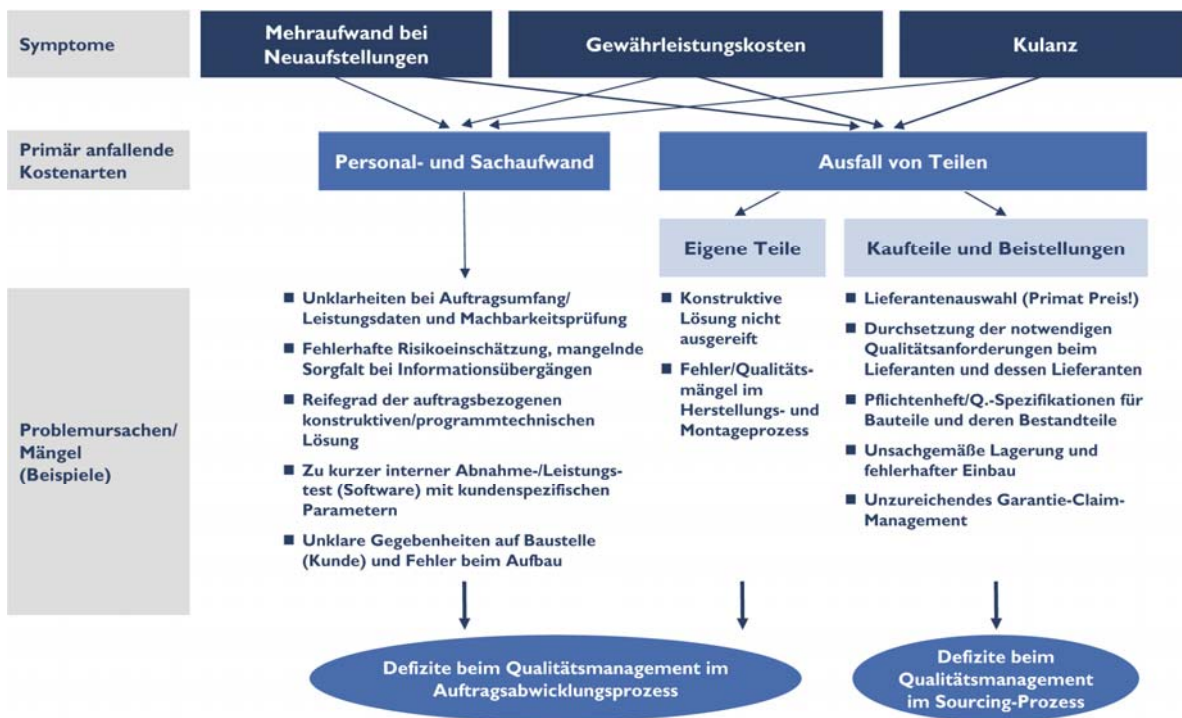 Symptome
Mehraufwand bei
Neuaufstellungen
Gewährleistungskosten
Kulanz
Primär anfallende
Kostenarten
Personal- und Sachaufwand
Ausfall von Teilen
Eigene Teile
Kaufteile und Beistellungen
Problemursachen/
Mängel
(Beispiele)
■ Unklarheiten bei Auftragsumfang/
Leistungsdaten und Machbarkeitsprüfung
■ Fehlerhafte Risikoeinschätzung, mangelnde
Sorgfalt bei Informationsübergängen
■ Reifegrad der auftragsbezogenen
konstruktiven/programmtechnischen
Lösung
■ Zu kurzer interner Abnahme-/Leistungs-
test (Software) mit kundenspezifischen
Parametern
■ Unklare Gegebenheiten auf Baustelle
(Kunde) und Fehler beim Aufbau
■ Konstruktive
Lösung nicht
ausgereift
■ Fehler/Qualitäts-
mängel im
Herstellungs- und
Montageprozess
■ Lieferantenauswahl (Primat Preis!)
■ Durchsetzung der notwendigen
Qualitätsanforderungen beim
Lieferanten und dessen Lieferanten
■ Pflichtenheft/Q.-Spezifikationen für
Bauteile und deren Bestandteile
■ Unsachgemäße Lagerung und
fehlerhafter Einbau
■ Unzureichendes Garantie-Claim-
Management
Defizite beim Qualitätsmanagement im
Auftragsabwicklungsprozess
Defizite beim
Qualitätsmanagement
im Sourcing-Prozess